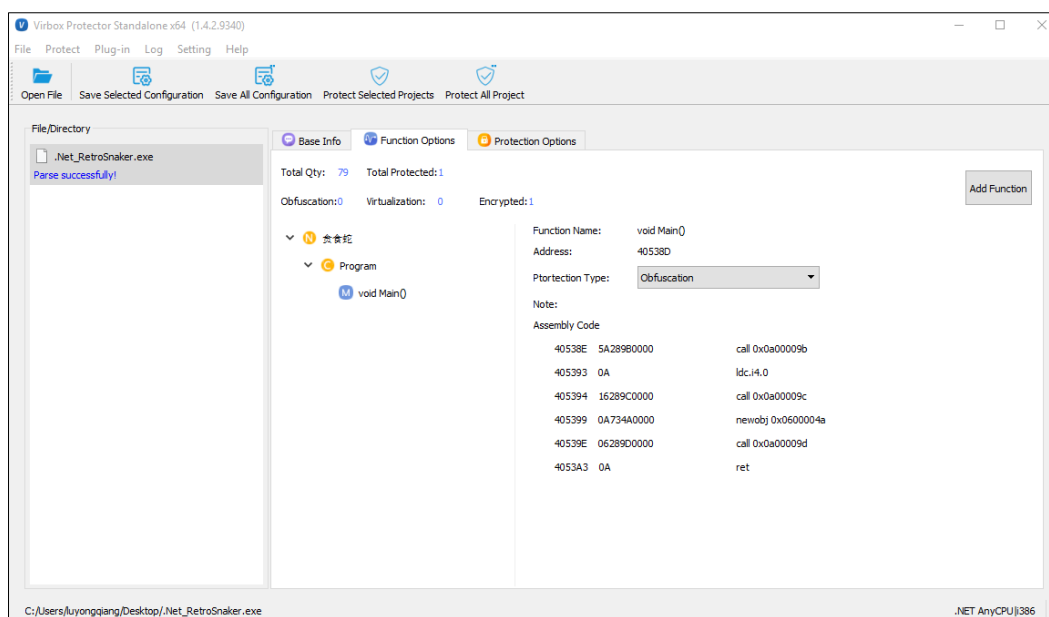 Virbox Protector Standalone x64 (1.4.2.9340)
File Protect Plug-in Log Setting Help
Open File Save Selected Configuration Save All Configuration Protect Selected Projects Protect All Project
File/Directory
.Net_RetroSnaker.exe
Parse successfully!
Base Info Function Options Protection Options
Total Qty: 79 Total Protected:1
Add Function
Obfuscation:0 Virtualization: 0 Encrypted:1
N 贪食蛇
C Program
M void Main()
Function Name: void Main()
Address: 40538D
Ptortection Type: Obfuscation
Note:
Assembly Code
40538E 5A289B0000 call 0x0a00009b
405393 0A ldc.i4.0
405394 16289C0000 call 0x0a00009c
405399 0A734A0000 newobj 0x0600004a
40539E 06289D0000 call 0x0a00009d
4053A3 0A ret
C:/Users/luyongqiang/Desktop/.Net_RetroSnaker.exe
.NET AnyCPU|i386